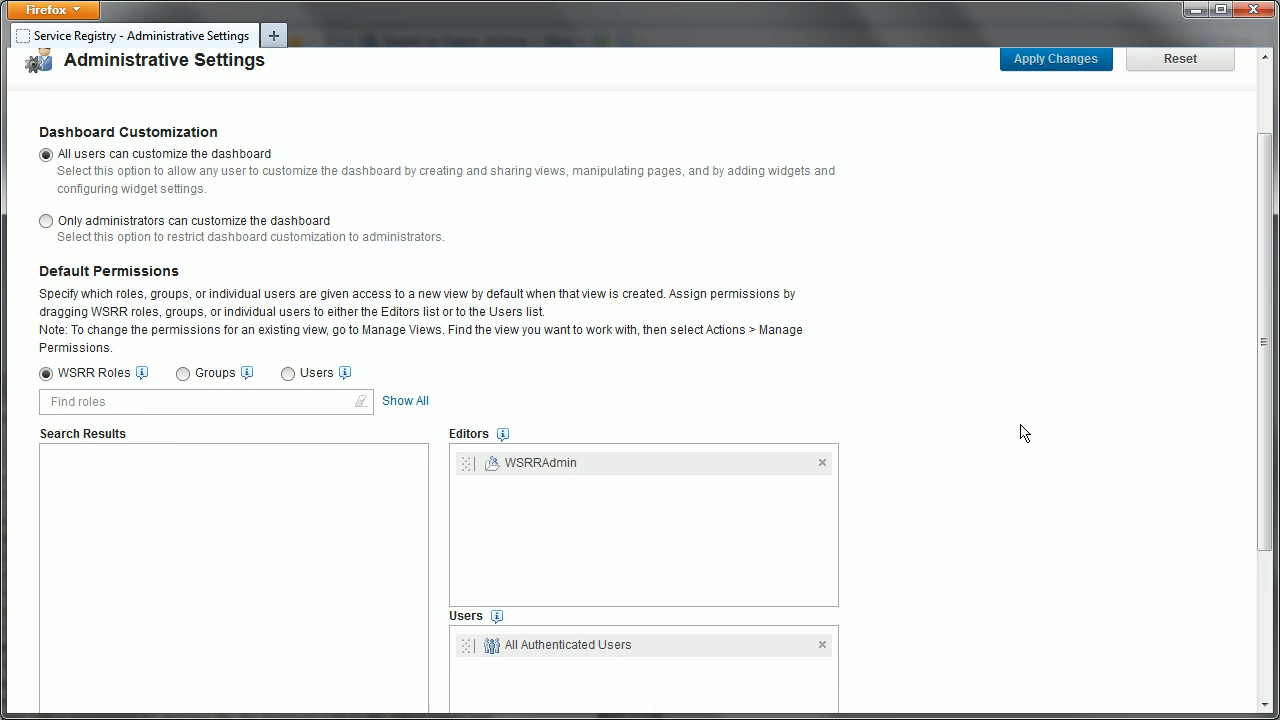 Firefox
Service Registry - Administrative Settings
Administrative Settings
Apply Changes
Reset
Dashboard Customization
All users can customize the dashboard
Select this option to allow any user to customize the dashboard by creating and sharing views, manipulating pages, and by adding widgets and
configuring widget settings.
Only administrators can customize the dashboard
Select this option to restrict dashboard customization to administrators.
Default Permissions
Specify which roles, groups, or individual users are given access to a new view by default when that view is created. Assign permissions by
dragging WSRR roles, groups, or individual users to either the Editors list or to the Users list.
Note: To change the permissions for an existing view, go to Manage Views. Find the view you want to work with, then select Actions > Manage
Permissions.
WSRR Roles
Groups
Users
Find roles
Show All
Search Results
Editors
WSRRAdmin
Users
All Authenticated Users